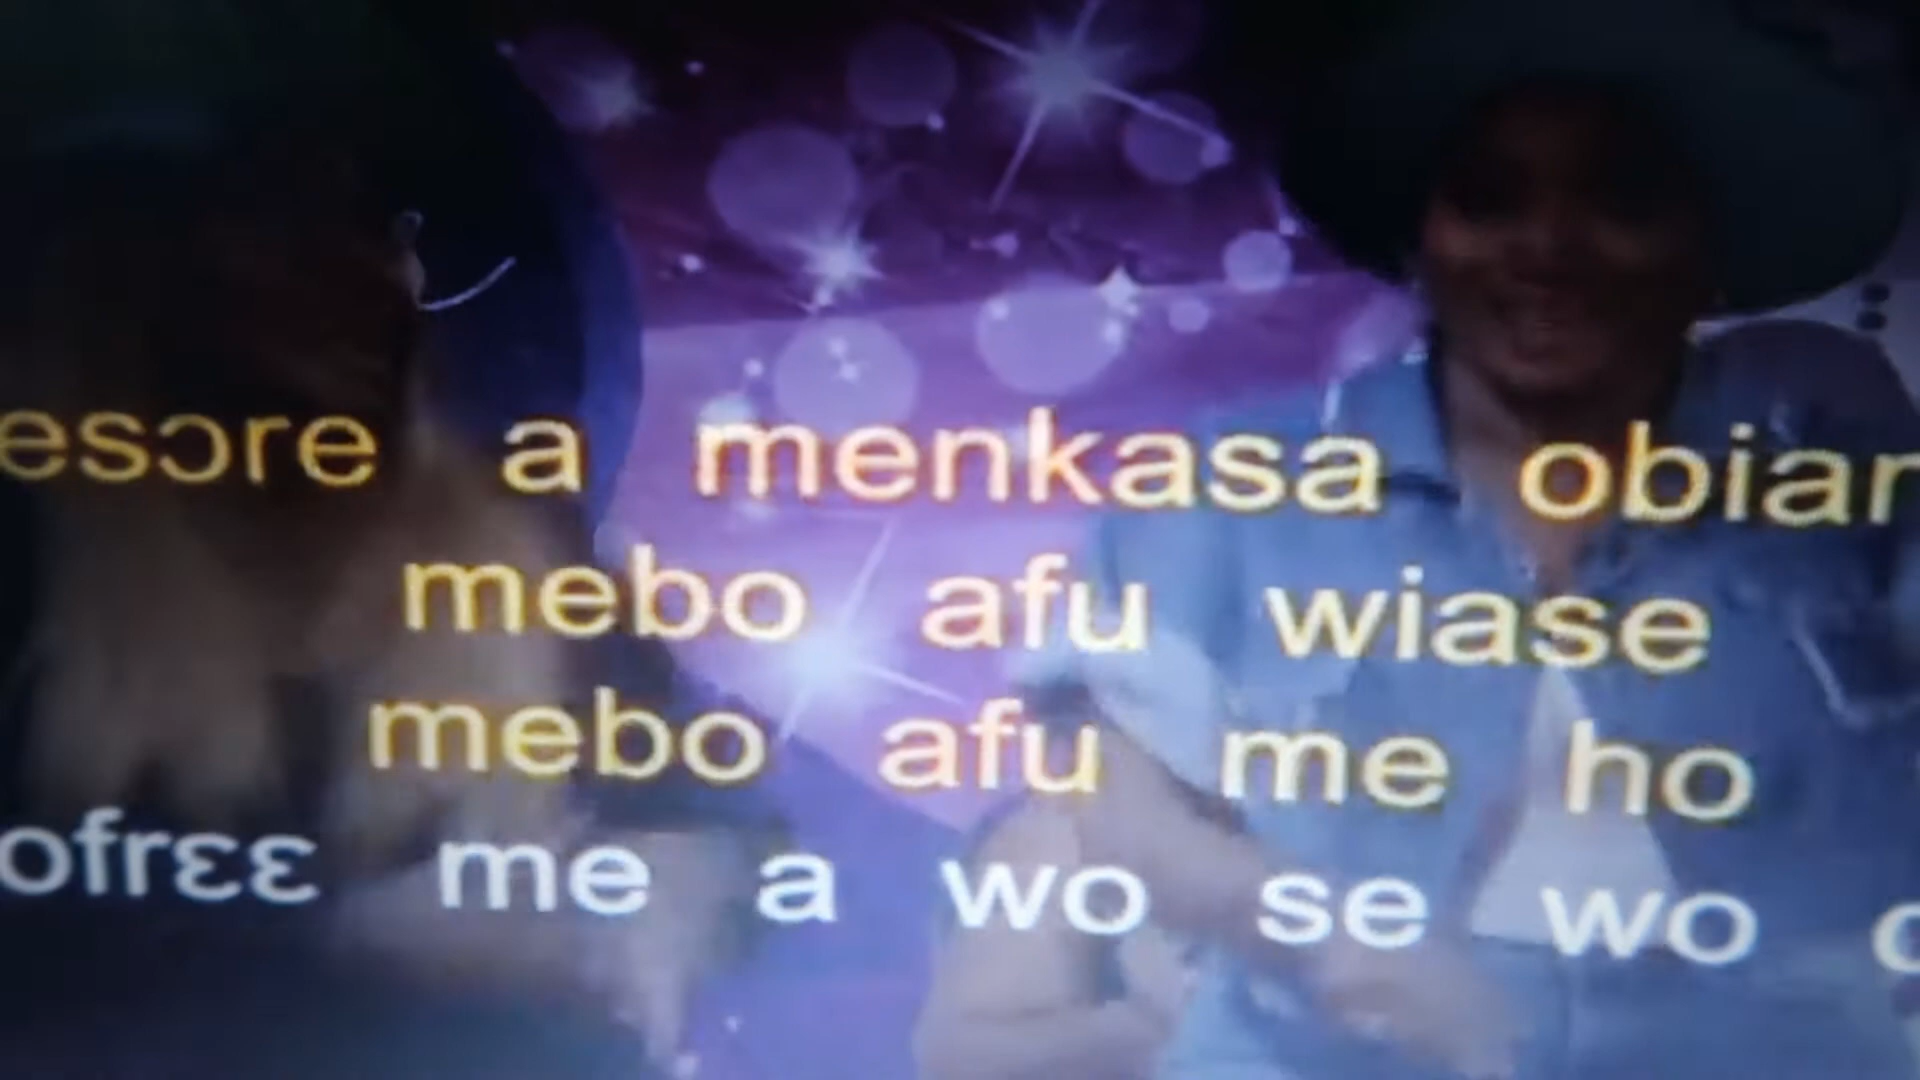 esɔre a menkasa obiar
mebo afu wiase
mebo afu me ho
ofrɛɛ me a wo se wo